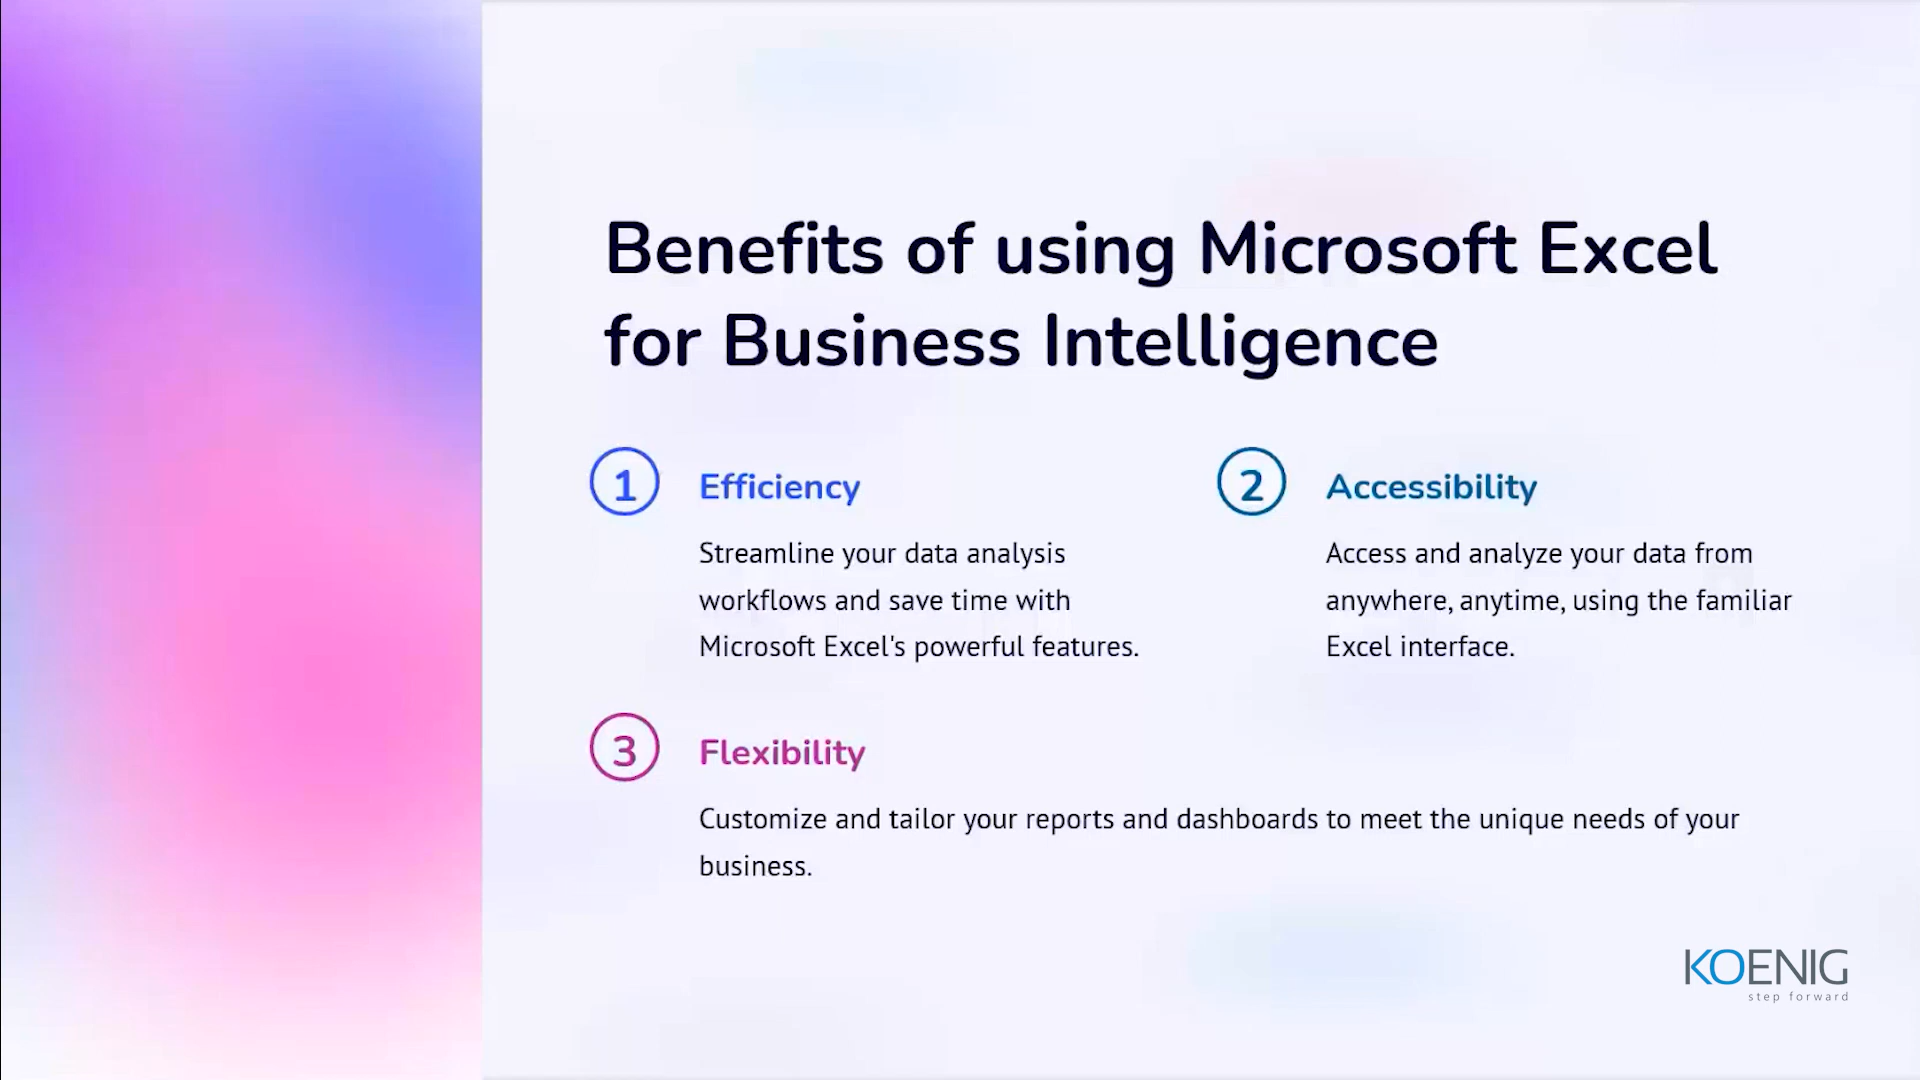 Benefits of using Microsoft Excel
for Business Intelligence
1
Efficiency
Streamline your data analysis
workflows and save time with
Microsoft Excel's powerful features.
2
Accessibility
Access and analyze your data from
anywhere, anytime, using the familiar
Excel interface.
3
Flexibility
Customize and tailor your reports and dashboards to meet the unique needs of your
business.
KOENIG
step forward